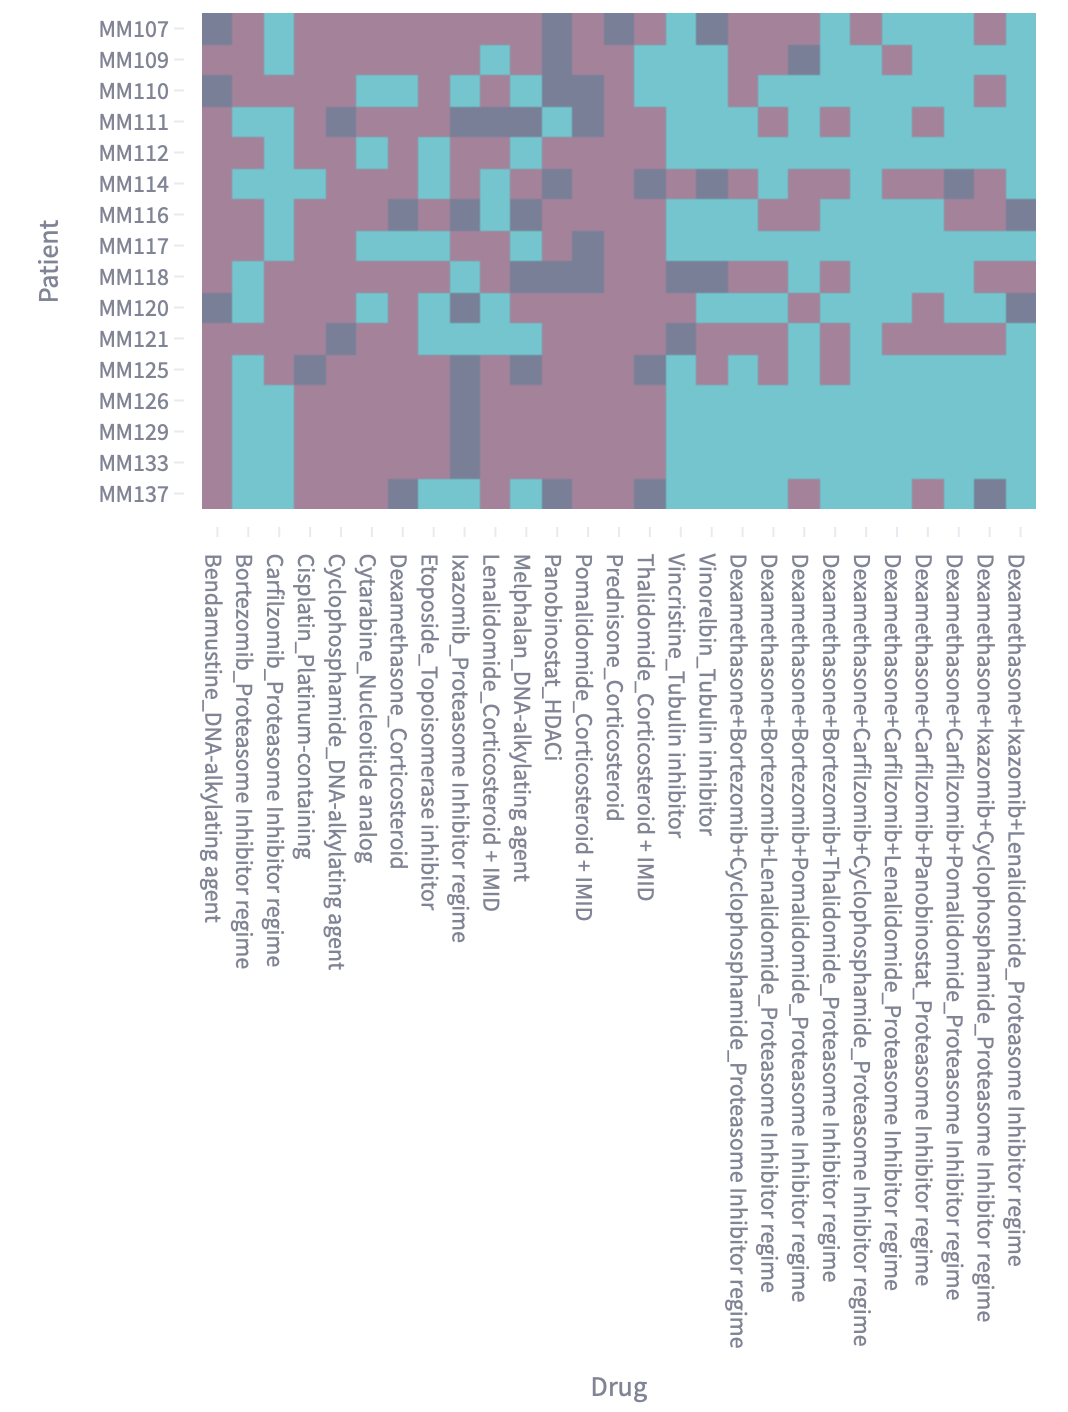 MM107
MM109
MM110
MM111
MM112
MM114
MM116
MM117
MM118
MM120
MM121
MM125
MM126
MM129
MM133
MM137
Patient
Bendamustine_DNA-alkylating agent
Bortezomib_Proteasome Inhibitor regime
Carfilzomib_Proteasome Inhibitor regime
Cisplatin_Platinum-containing
Cyclophosphamide_DNA-alkylating agent
Cytarabine_Nucleoitide analog
Dexamethasone_Corticosteroid
Etoposide_Topoisomerase inhibitor
Ixazomib_Proteasome Inhibitor regime
Lenalidomide_Corticosteroid + IMID
Melphalan_DNA-alkylating agent
Panobinostat_HDACi
Pomalidomide_Corticosteroid + IMID
Prednisone_Corticosteroid
Thalidomide_Corticosteroid + IMID
Vincristine_Tubulin inhibitor
Vinorelbin_Tubulin inhibitor
Dexamethasone+Bortezomib+Cyclophosphamide_Proteasome Inhibitor regime
Dexamethasone+Bortezomib+Lenalidomide_Proteasome Inhibitor regime
Dexamethasone+Bortezomib+Pomalidomide_Proteasome Inhibitor regime
Dexamethasone+Bortezomib+Thalidomide_Proteasome Inhibitor regime
Dexamethasone+Carfilzomib+Cyclophosphamide_Proteasome Inhibitor regime
Dexamethasone+Carfilzomib+Lenalidomide_Proteasome Inhibitor regime
Dexamethasone+Carfilzomib+Panobinostat_Proteasome Inhibitor regime
Dexamethasone+Carfilzomib+Pomalidomide_Proteasome Inhibitor regime
Dexamethasone+Ixazomib+Cyclophosphamide_Proteasome Inhibitor regime
Dexamethasone+Ixazomib+Lenalidomide_Proteasome Inhibitor regime
Drug